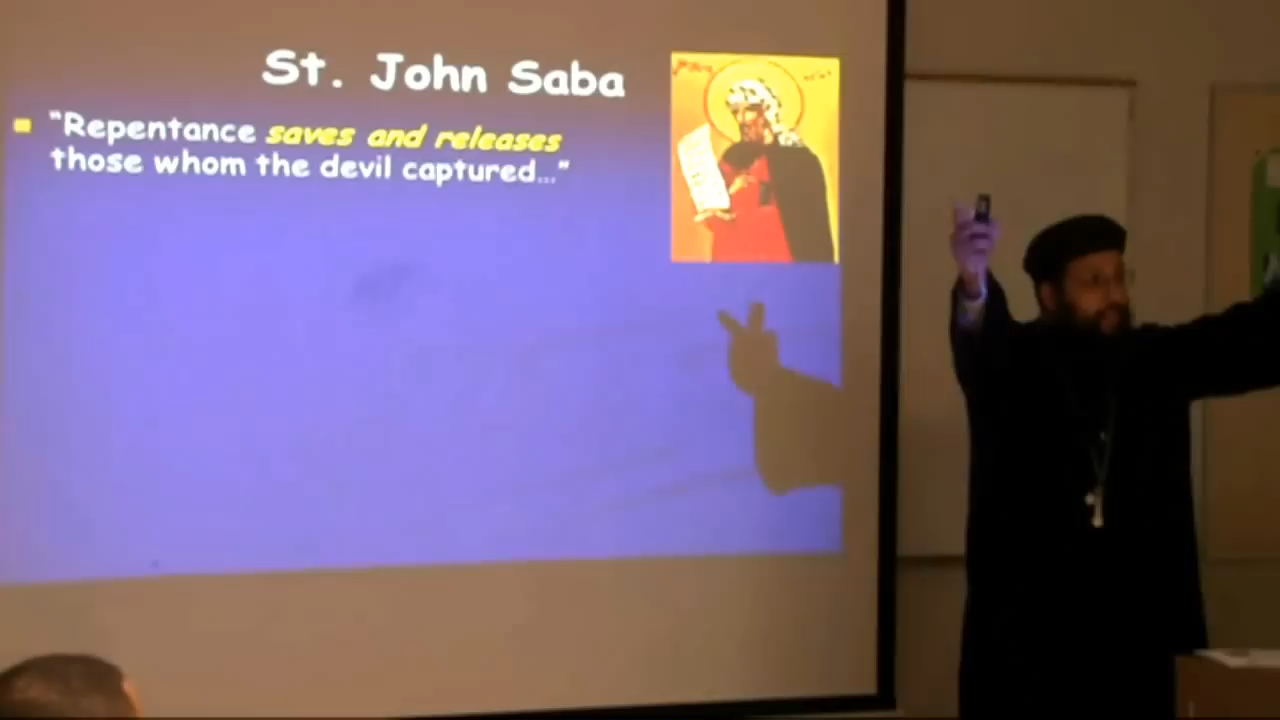 St. John Saba
"Repentance saves and releases
those whom the devil captured..."